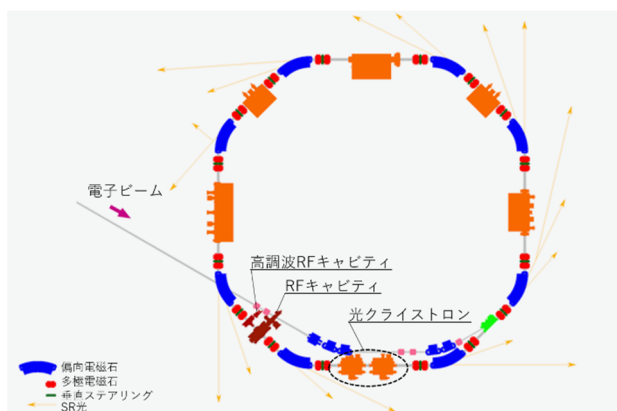 電子ビーム
高調波RFキャビティ
RFキャビティ
光クライストロン
偏向電磁石
多極電磁石
垂直ステアリング
SR光